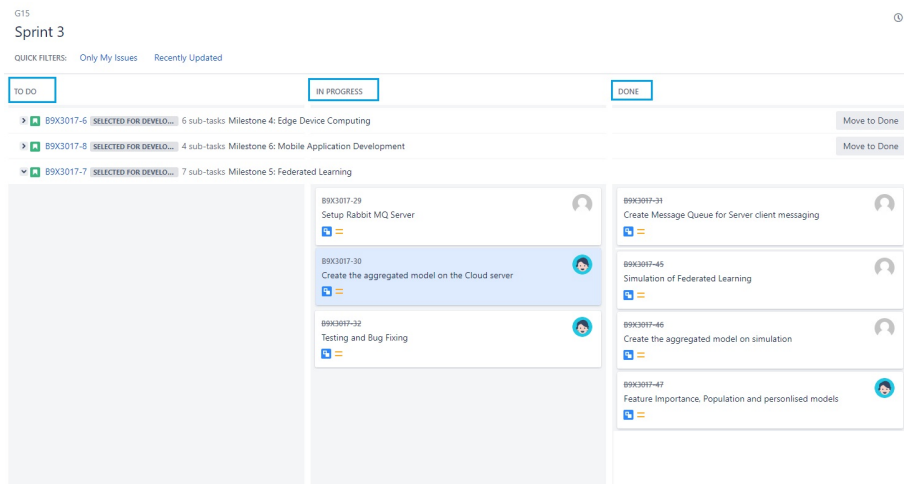 G15
Sprint 3
QUICK FILTERS: Only My Issues Recently Updated
TO DO IN PROGRESS DONE
B9X3017-6 SELECTED FOR DEVELO... 6 sub-tasks Milestone 4: Edge Device Computing Move to Done
B9X3017-8 SELECTED FOR DEVELO... 4 sub-tasks Milestone 6: Mobile Application Development Move to Done
B9X3017-7 SELECTED FOR DEVELO... 7 sub-tasks Milestone 5: Federated Learning
B9X3017-29
Setup Rabbit MQ Server
B9X3017-30
Create the aggregated model on the Cloud server
B9X3017-32
Testing and Bug Fixing
B9X3017-31
Create Message Queue for Server client messaging
B9X3017-45
Simulation of Federated Learning
B9X3017-46
Create the aggregated model on simulation
B9X3017-47
Feature Importance, Population and personlised models